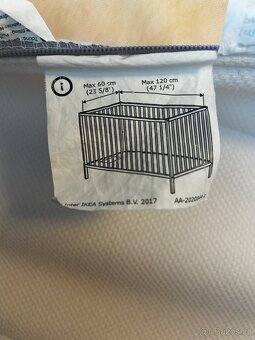 Max 60 cm
(23 5/8")
Max 120 cm
(47 1/4")
Inter IKEA Systems B.V. 2017